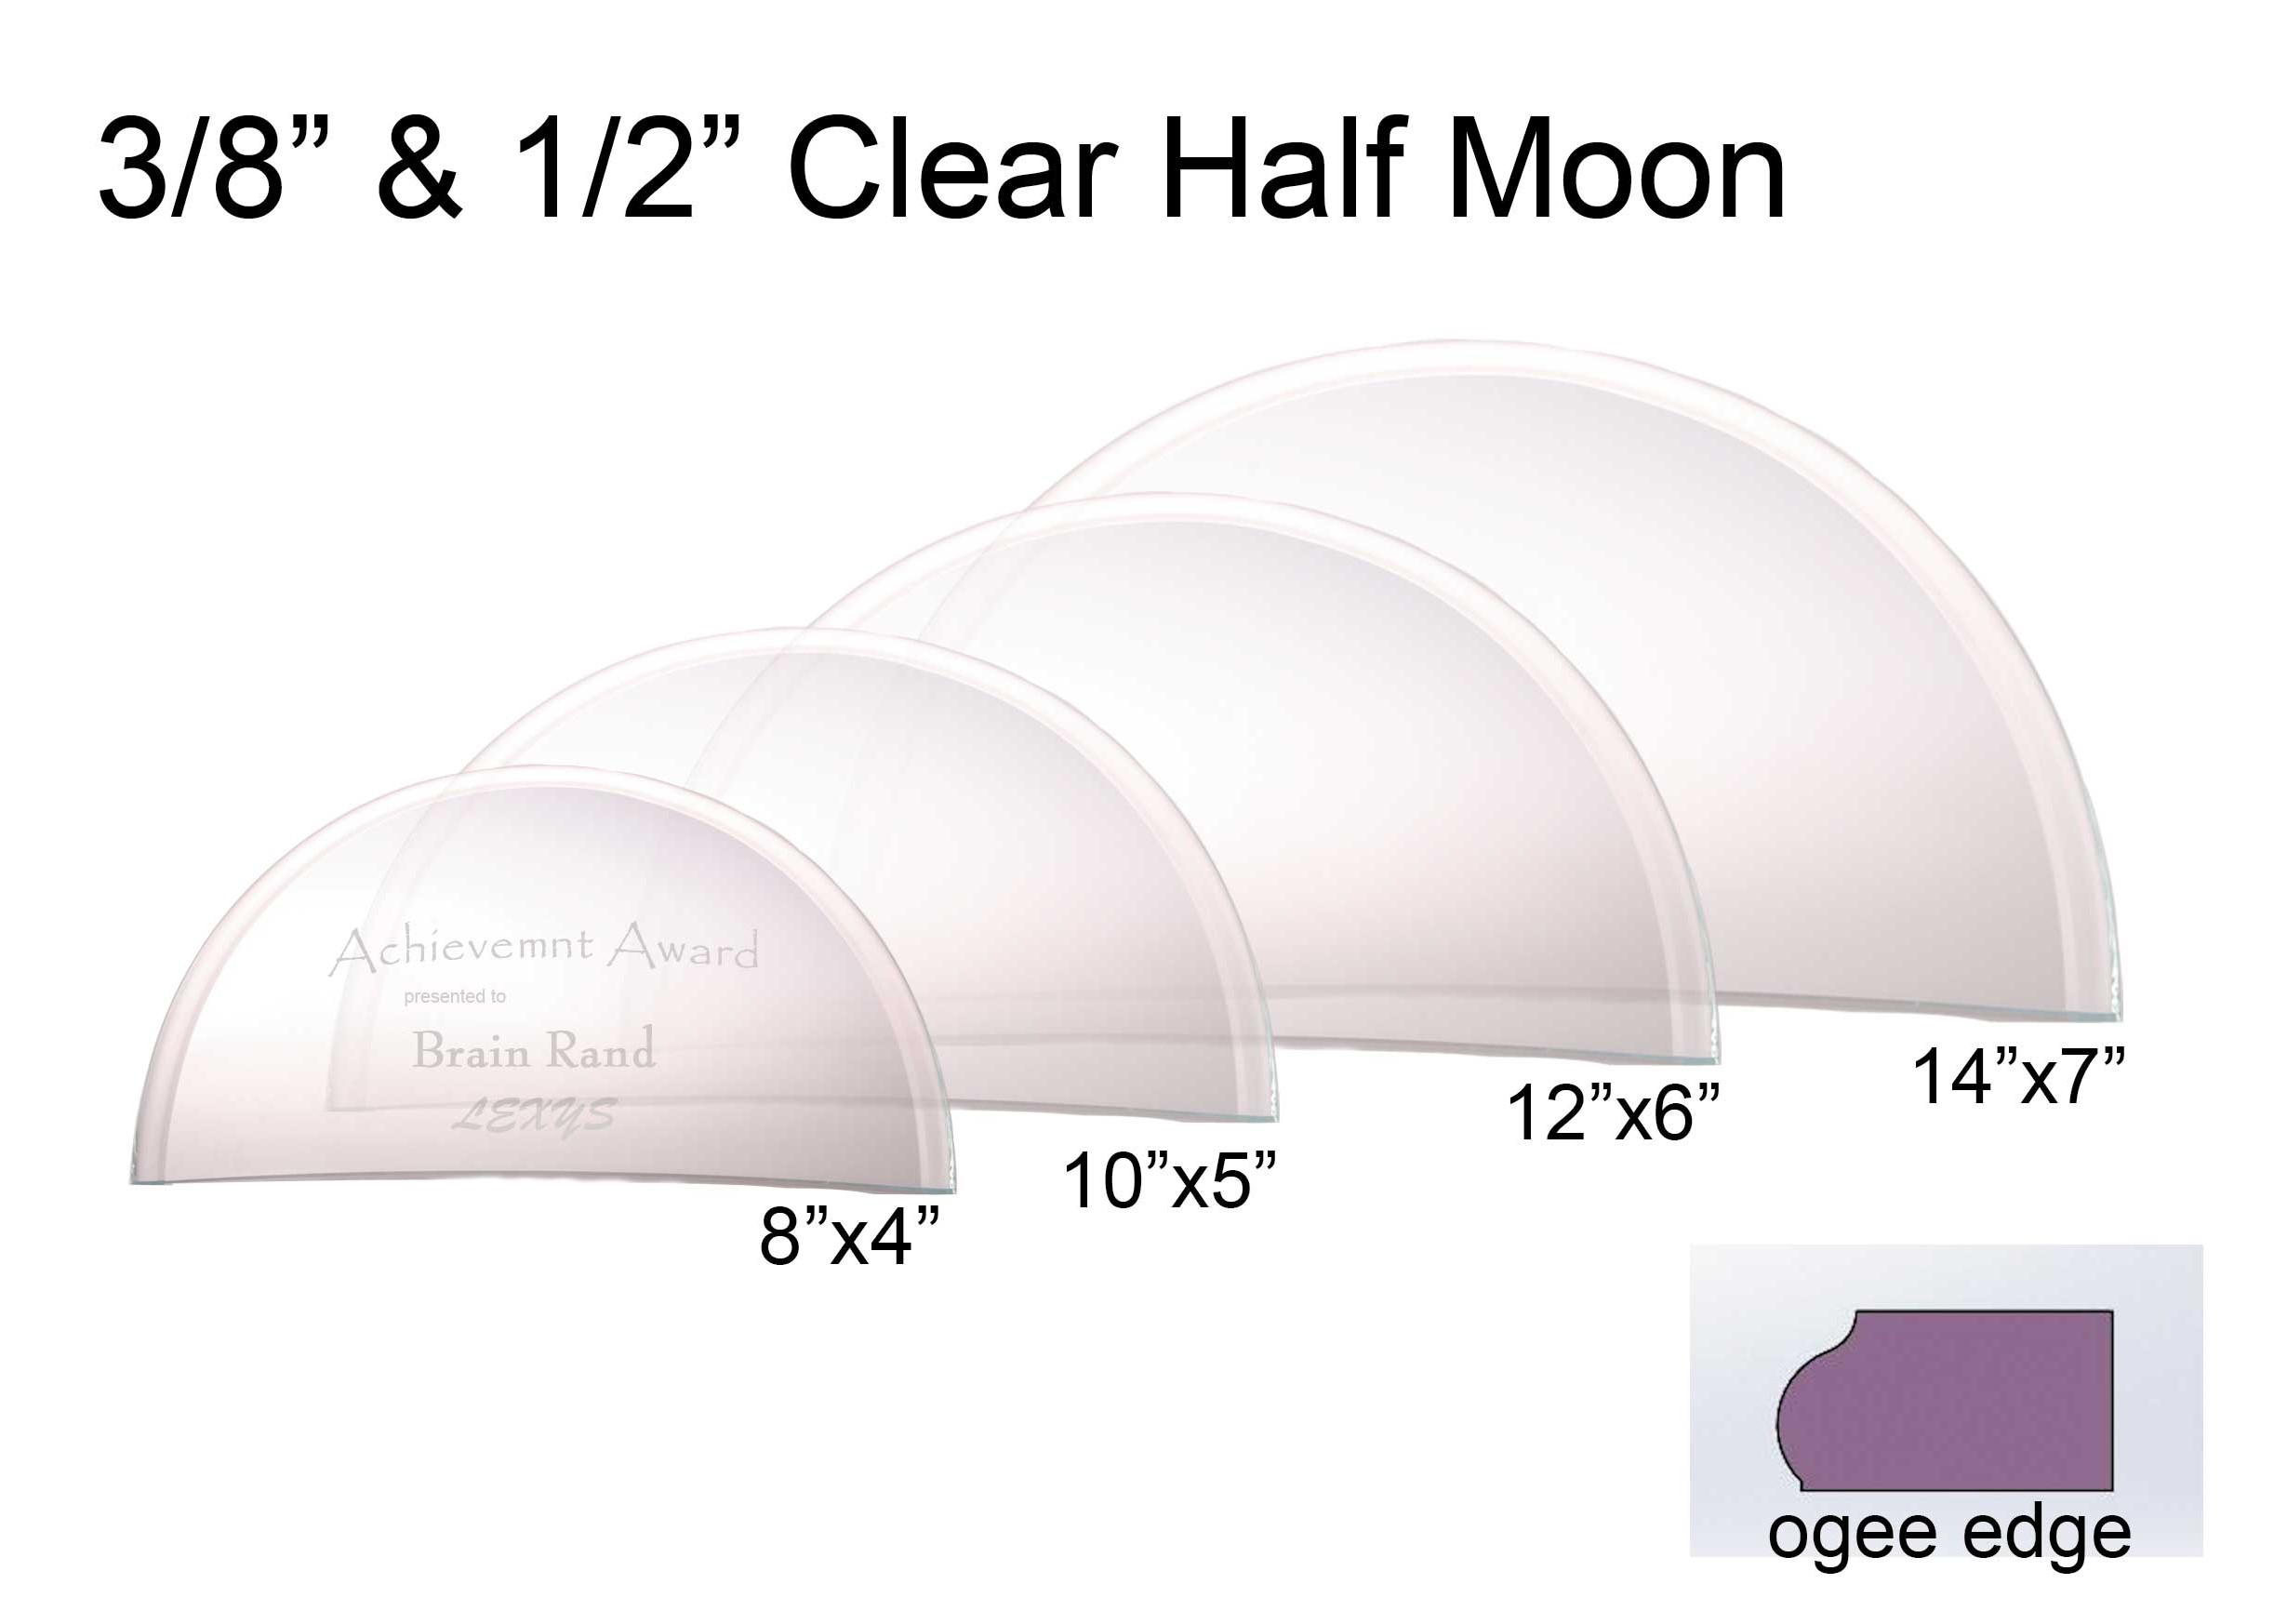 3/8” & 1/2” Clear Half Moon
Achievemnt Award
presented to
Brain Rand
LEXYS
8”x4”
10”x5”
12”x6”
14”x7”
ogee edge